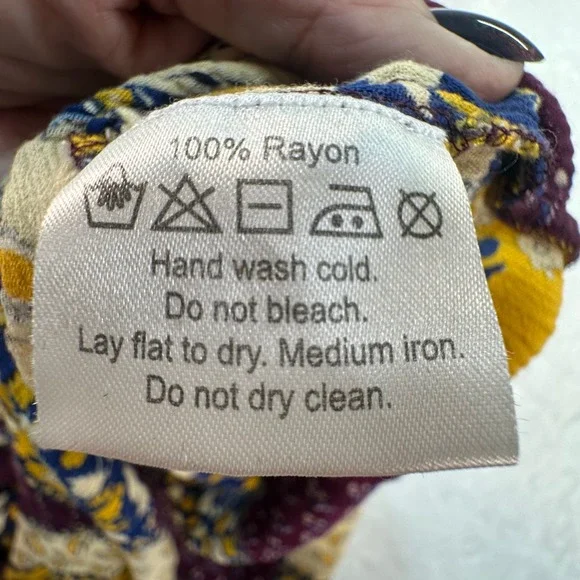 100% Rayon
Hand wash cold.
Do not bleach.
Lay flat to dry. Medium iron.
Do not dry clean.